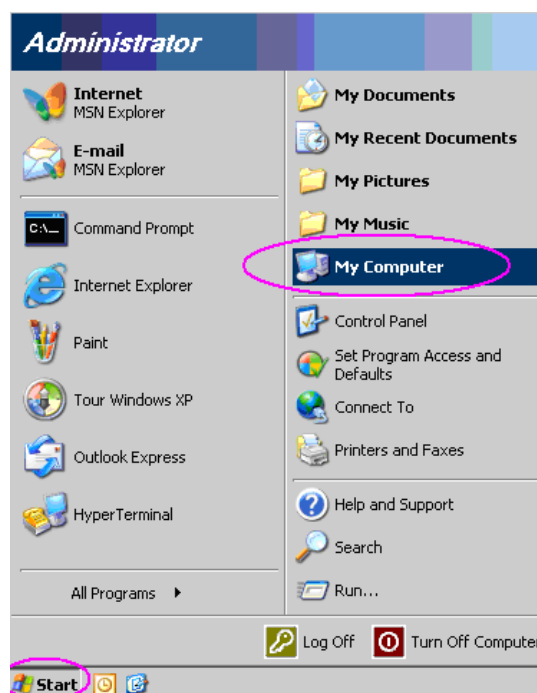 Administrator
Internet
MSN Explorer
E-mail
MSN Explorer
C:\_
Command Prompt
Internet Explorer
Paint
Tour Windows XP
Outlook Express
HyperTerminal
All Programs
My Documents
My Recent Documents
My Pictures
My Music
My Computer
Control Panel
Set Program Access and
Defaults
Connect To
Printers and Faxes
Help and Support
Search
Run...
Log Off
Turn Off Computer
Start